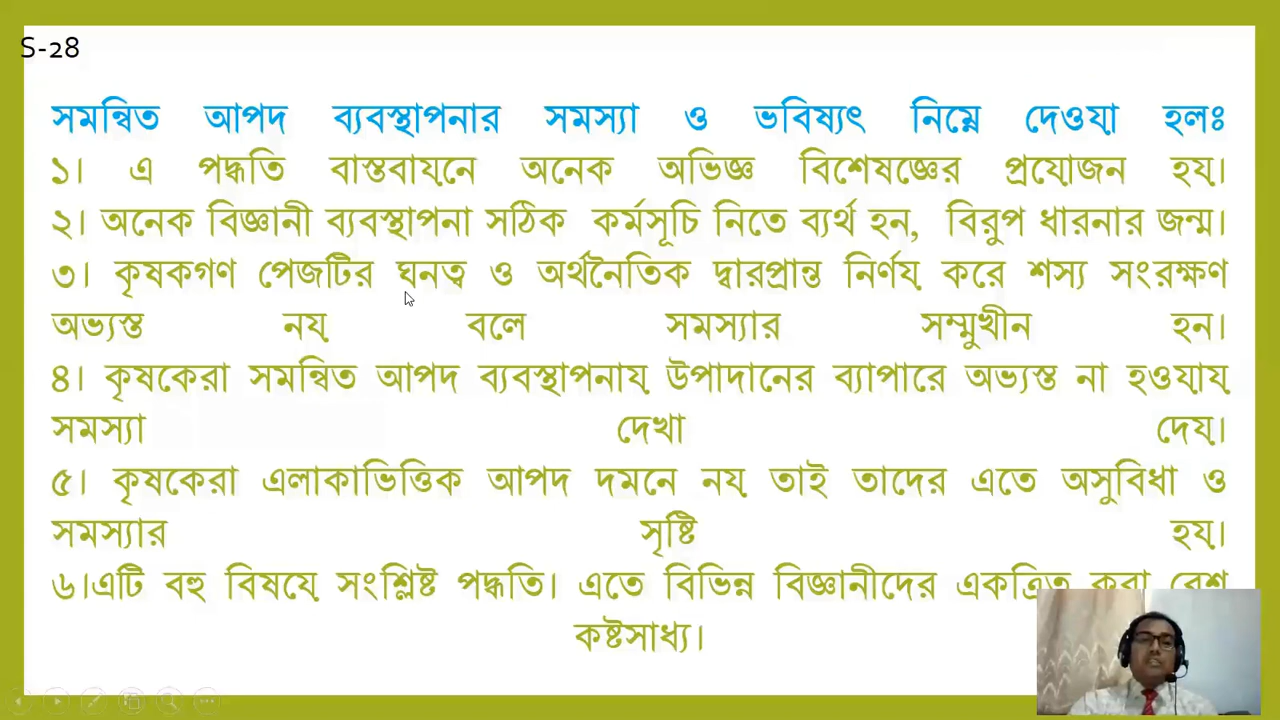 S-28
সমন্বিত আপদ ব্যবস্থাপনার সমস্যা ও ভবিষ্যৎ নিম্নে দেওয়া হলঃ
১। এ পদ্ধতি বাস্তবায়নে অনেক অভিজ্ঞ বিশেষজ্ঞের প্রয়োজন হয়।
২। অনেক বিজ্ঞানী ব্যবস্থাপনা সঠিক কর্মসূচি নিতে ব্যর্থ হন, বিরুপ ধারনার জন্ম।
৩। কৃষকগণ পেজটির ঘনত্ব ও অর্থনৈতিক দ্বারপ্রান্ত নির্ণয় করে শস্য সংরক্ষণ
অভ্যস্ত নয় বলে সমস্যার সম্মুখীন হন।
৪। কৃষকেরা সমন্বিত আপদ ব্যবস্থাপনায় উপাদানের ব্যাপারে অভ্যস্ত না হওয়ায়
সমস্যা দেখা দেয়।
৫। কৃষকেরা এলাকাভিত্তিক আপদ দমনে নয় তাই তাদের এতে অসুবিধা ও
সমস্যার সৃষ্টি হয়।
৬।এটি বহু বিষয়ে সংশ্লিষ্ট পদ্ধতি। এতে বিভিন্ন বিজ্ঞানীদের একত্রিত করা বেশ
কষ্টসাধ্য।